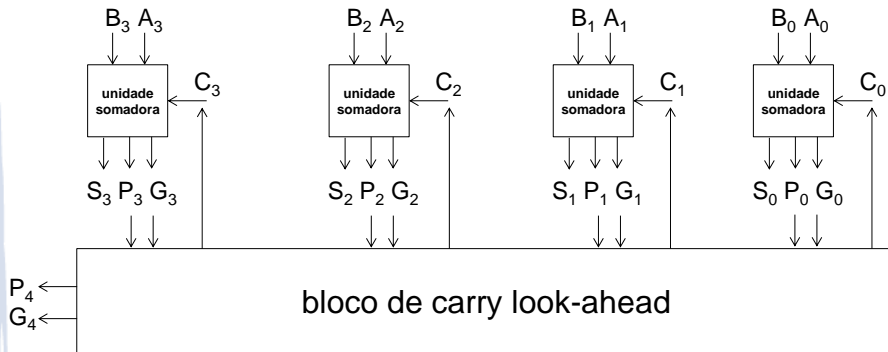 B3 A3 B2 A2 B1 A1 B0 A0
unidade somadora C3 unidade somadora C2 unidade somadora C1 unidade somadora C0
S3 P3 G3 S2 P2 G2 S1 P1 G1 S0 P0 G0
P4
bloco de carry look-ahead
G4